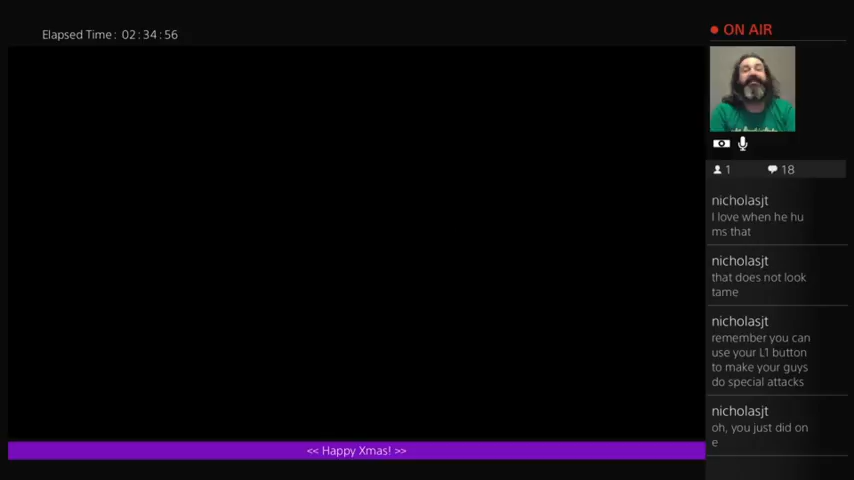 Elapsed Time: 02:34:56
ON AIR
1 18
nicholasjt
I love when he hu
ms that
nicholasjt
that does not look
tame
nicholasjt
remember you can
use your L1 button
to make your guys
do special attacks
nicholasjt
oh, you just did on
e
<< Happy Xmas! >>